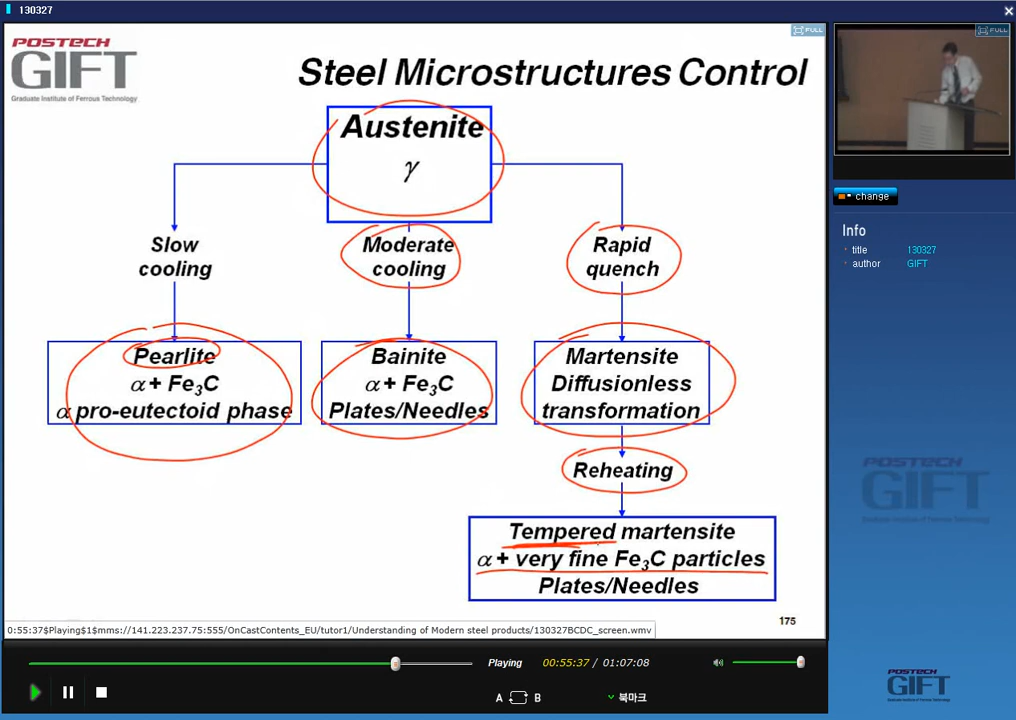 130327
POSTECH
GIFT
Graduate Institute of Ferrous Technology
FULL
Steel Microstructures Control
Austenite
γ
Slow
cooling
Moderate
cooling
Rapid
quench
Pearlite
α + Fe₃C
α pro-eutectoid phase
Bainite
α + Fe₃C
Plates/Needles
Martensite
Diffusionless
transformation
Reheating
Tempered martensite
α + very fine Fe₃C particles
Plates/Needles
175
0:55:37$Playing$1$mms://141.223.237.75:555/OnCastContents_EU/tutor1/Understanding of Modern steel products/130327BCDC_screen.wmv
Playing
00:55:37 / 01:07:08
A
B
북마크
FULL
change
Info
title 130327
author GIFT
POSTECH
GIFT
POSTECH
GIFT